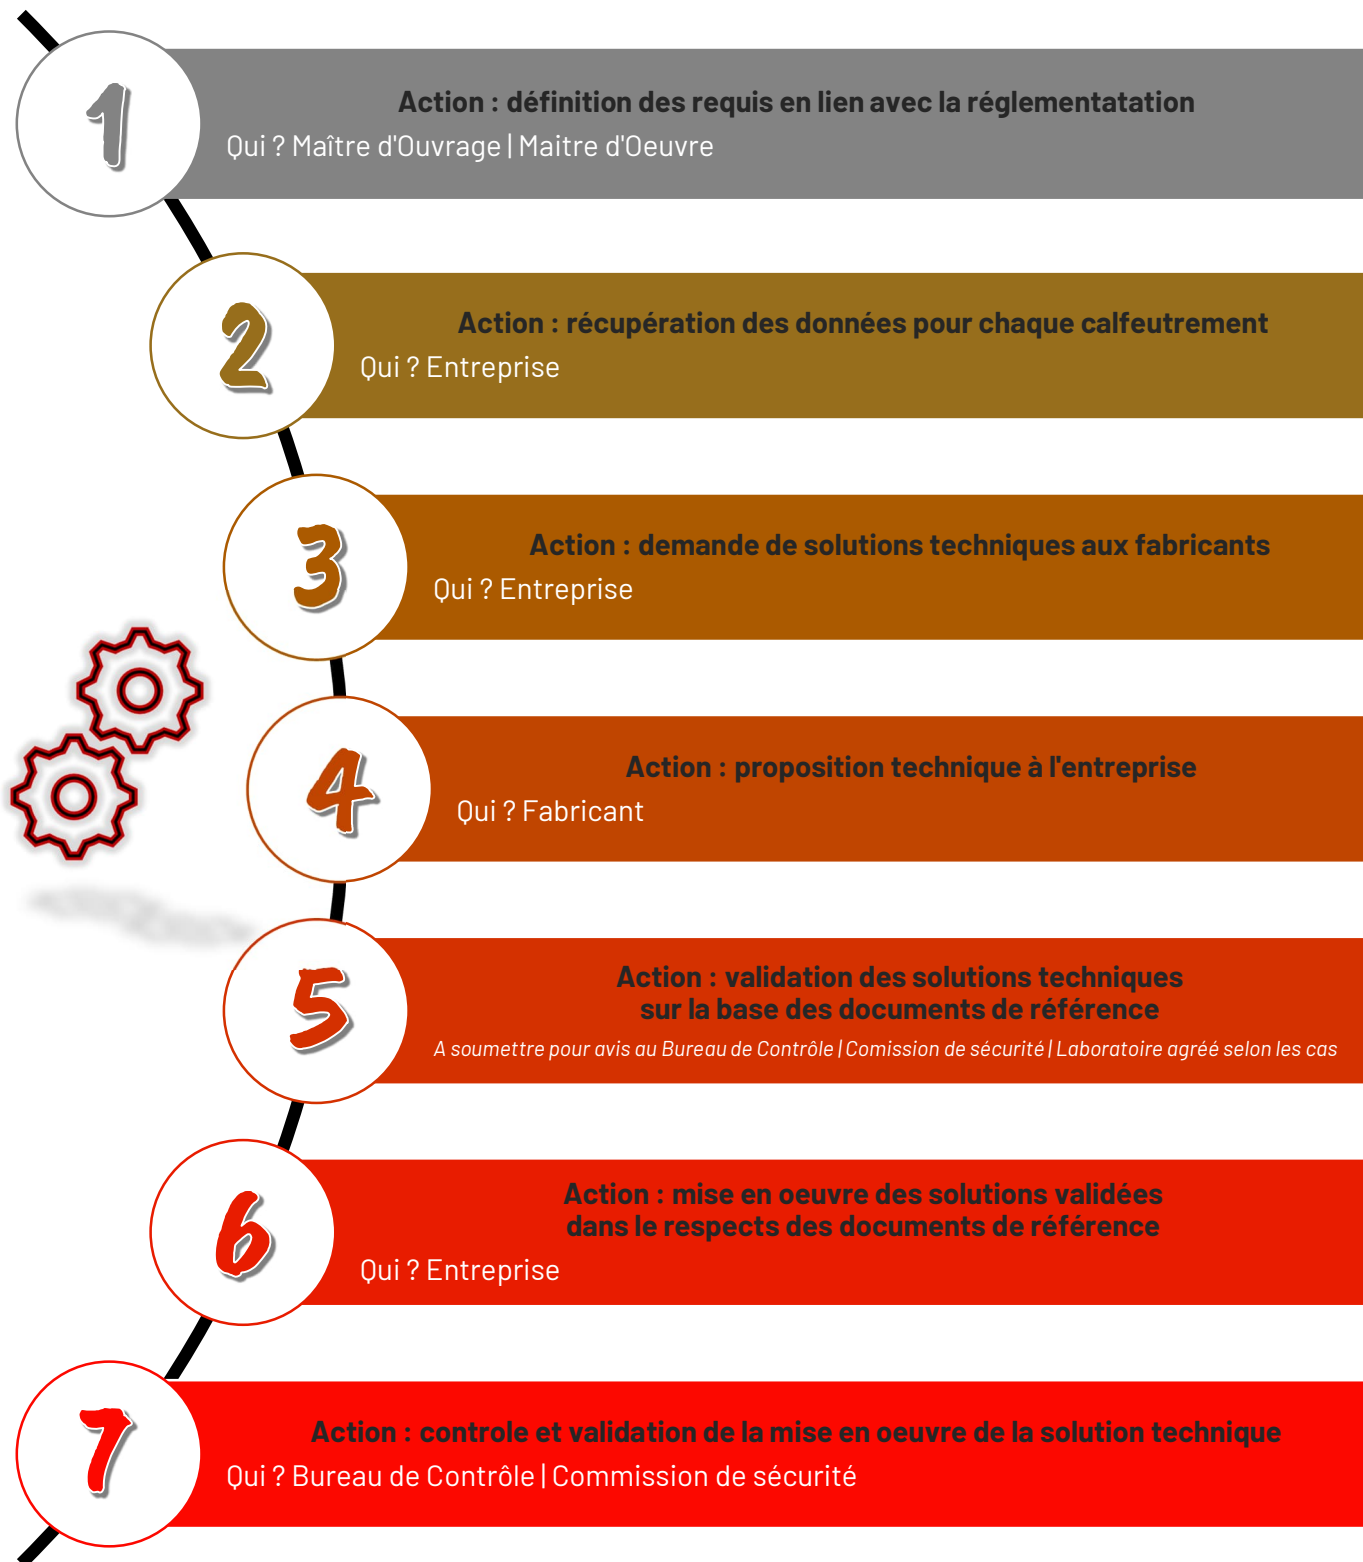 1
Action : définition des requis en lien avec la réglementatation
Qui ? Maître d'Ouvrage | Maitre d'Oeuvre
2
Action : récupération des données pour chaque calfeutrement
Qui ? Entreprise
3
Action : demande de solutions techniques aux fabricants
Qui ? Entreprise
4
Action : proposition technique à l'entreprise
Qui ? Fabricant
5
Action : validation des solutions techniques
sur la base des documents de référence
A soumettre pour avis au Bureau de Contrôle | Comission de sécurité | Laboratoire agréé selon les cas
6
Action : mise en oeuvre des solutions validées
dans le respects des documents de référence
Qui ? Entreprise
7
Action : controle et validation de la mise en oeuvre de la solution technique
Qui ? Bureau de Contrôle | Commission de sécurité